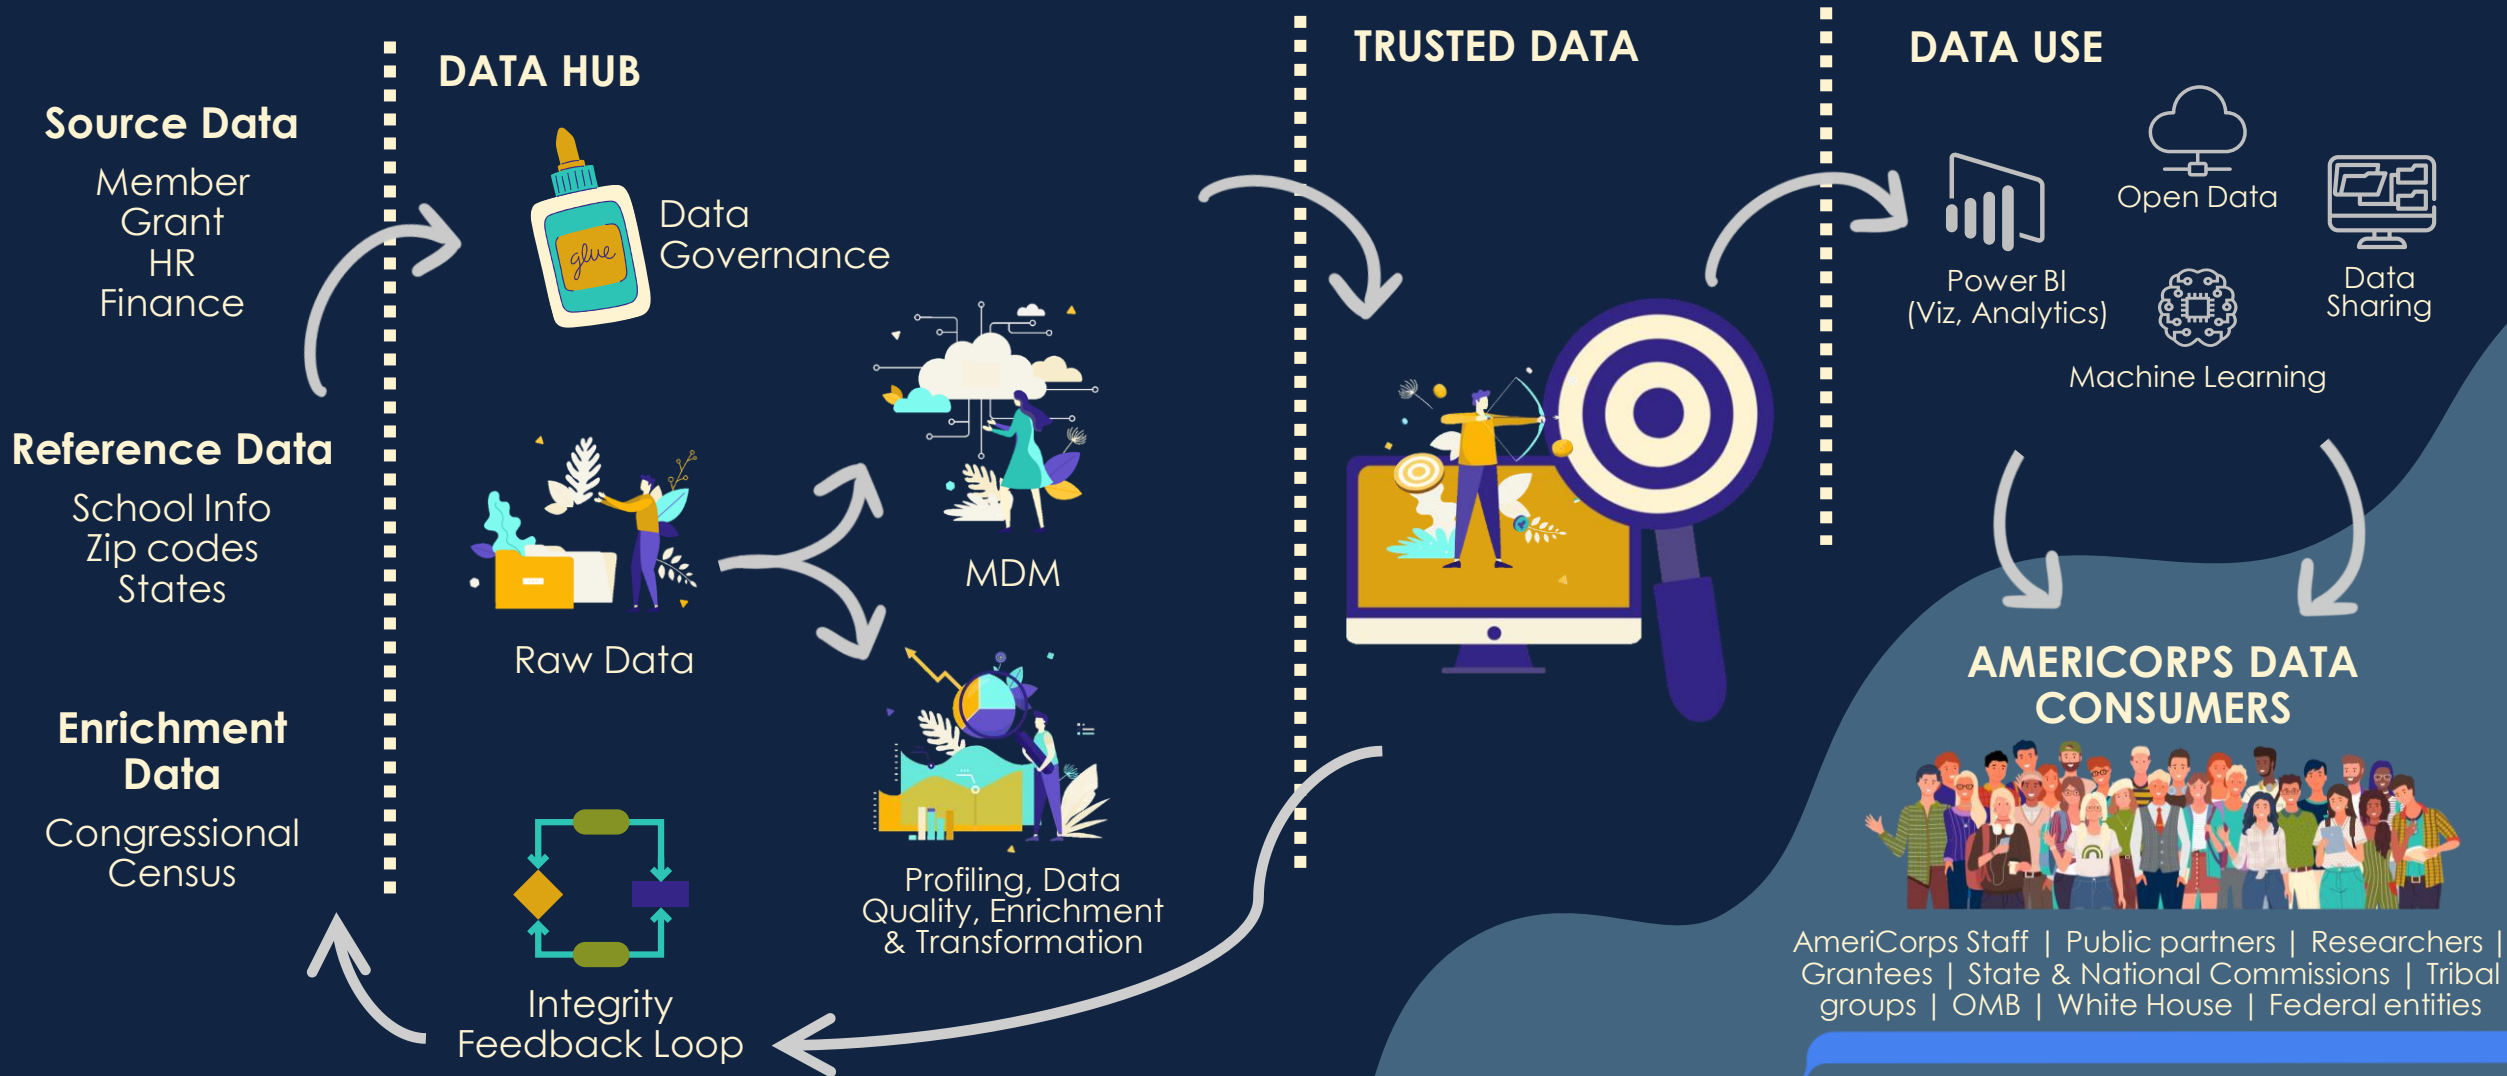 Source Data
Member
Grant
HR
Finance
Reference Data
School Info
Zip codes
States
Enrichment
Data
Congressional
Census
DATA HUB
glue
Data
Governance
MDM
Raw Data
Profiling, Data
Quality, Enrichment
& Transformation
Integrity
Feedback Loop
TRUSTED DATA
DATA USE
Open Data
Power BI
(Viz, Analytics)
Data
Sharing
Machine Learning
AMERICORPS DATA
CONSUMERS
AmeriCorps Staff | Public partners | Researchers |
Grantees | State & National Commissions | Tribal
groups | OMB | White House | Federal entities